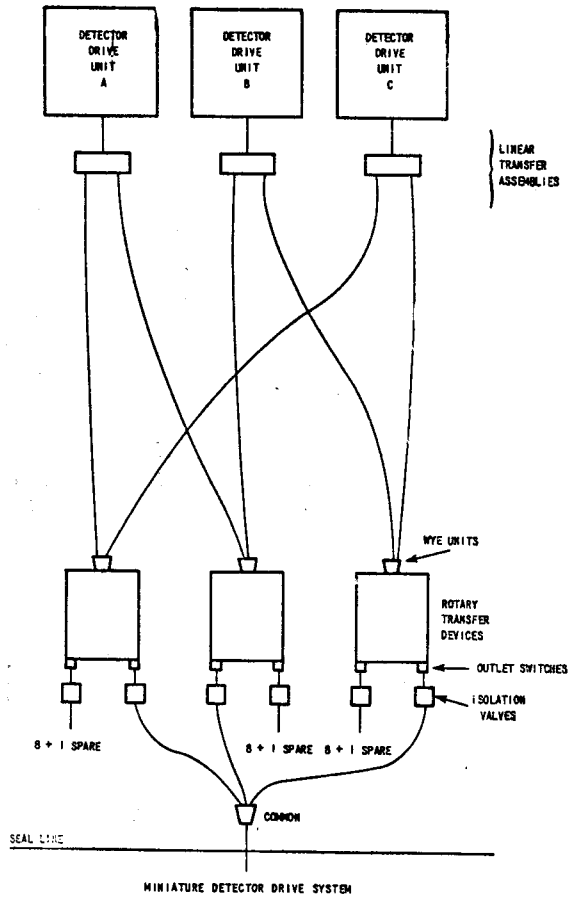 DETECTOR
DRIVE
UNIT
A
DETECTOR
DRIVE
UNIT
B
DETECTOR
DRIVE
UNIT
C
LINEAR
TRANSFER
ASSEMBLIES
WYE UNITS
ROTARY
TRANSFER
DEVICES
OUTLET SWITCHES
ISOLATION
VALVES
8 + 1 SPARE
8 + 1 SPARE
8 + 1 SPARE
COMMON
SEAL LINE
MINIATURE DETECTOR DRIVE SYSTEM